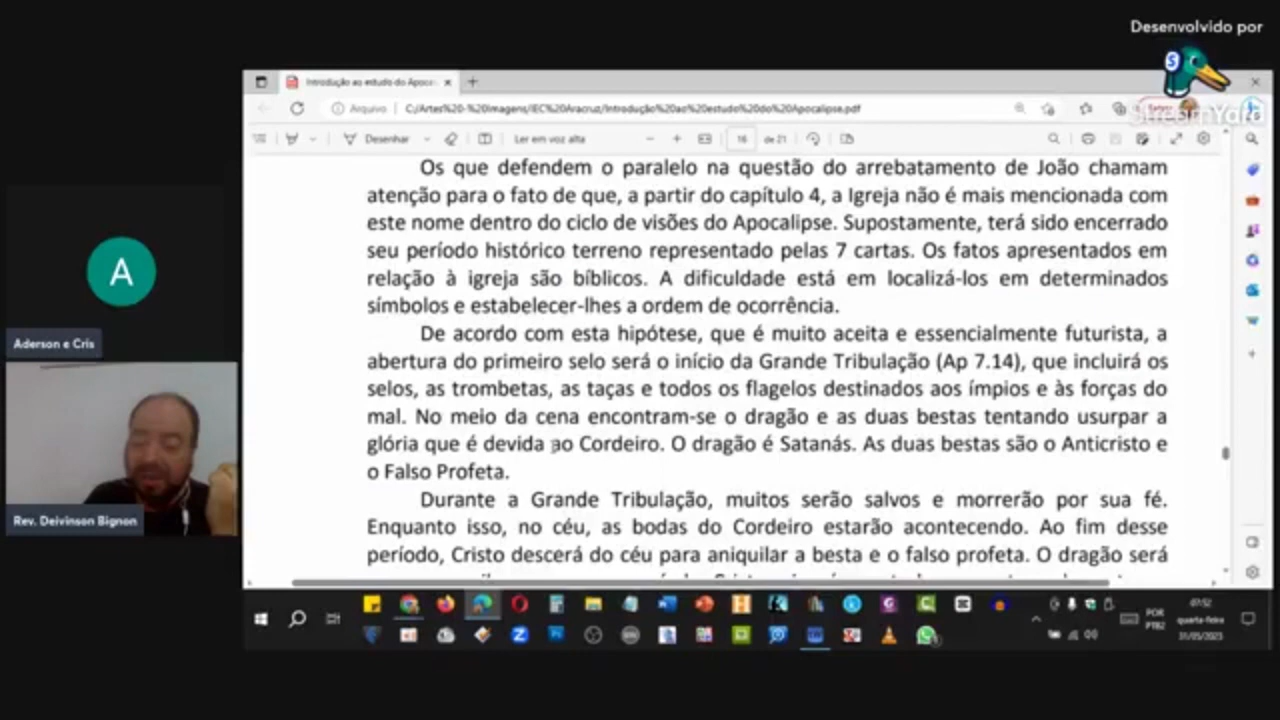 Desenvolvido por
StreamYard
Introdução ao estudo do Apoca
Arquivo
C:/Artes%20-%20Imagens/IEC%20Aracruz/Introdução%20ao%20estudo%20do%20Apocalipse.pdf
Desenhar
Ler em voz alta
16
de 21
Os que defendem o paralelo na questão do arrebatamento de João chamam
atenção para o fato de que, a partir do capítulo 4, a Igreja não é mais mencionada com
este nome dentro do ciclo de visões do Apocalipse. Supostamente, terá sido encerrado
seu período histórico terreno representado pelas 7 cartas. Os fatos apresentados em
relação à igreja são bíblicos. A dificuldade está em localizá-los em determinados
símbolos e estabelecer-lhes a ordem de ocorrência.
De acordo com esta hipótese, que é muito aceita e essencialmente futurista, a
abertura do primeiro selo será o início da Grande Tribulação (Ap 7.14), que incluirá os
selos, as trombetas, as taças e todos os flagelos destinados aos ímpios e às forças do
mal. No meio da cena encontram-se o dragão e as duas bestas tentando usurpar a
glória que é devida ao Cordeiro. O dragão é Satanás. As duas bestas são o Anticristo e
o Falso Profeta.
Durante a Grande Tribulação, muitos serão salvos e morrerão por sua fé.
Enquanto isso, no céu, as bodas do Cordeiro estarão acontecendo. Ao fim desse
período, Cristo descerá do céu para aniquilar a besta e o falso profeta. O dragão será
A
Aderson e Cris
Rev. Deivinson Bignon
POR
PTB2
07:52
quarta-feira
31/05/2023